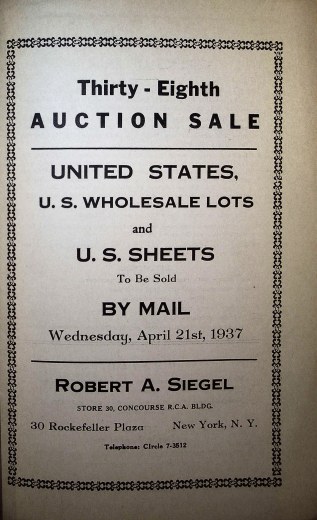 Thirty - Eighth
AUCTION SALE
UNITED STATES,
U. S. WHOLESALE LOTS
and
U. S. SHEETS
To Be Sold
BY MAIL
Wednesday, April 21st, 1937
ROBERT A. SIEGEL
STORE 30, CONCOURSE R.C.A. BLDG.
30 Rockefeller Plaza New York, N. Y.
Telephone: CIrcle 7-3512